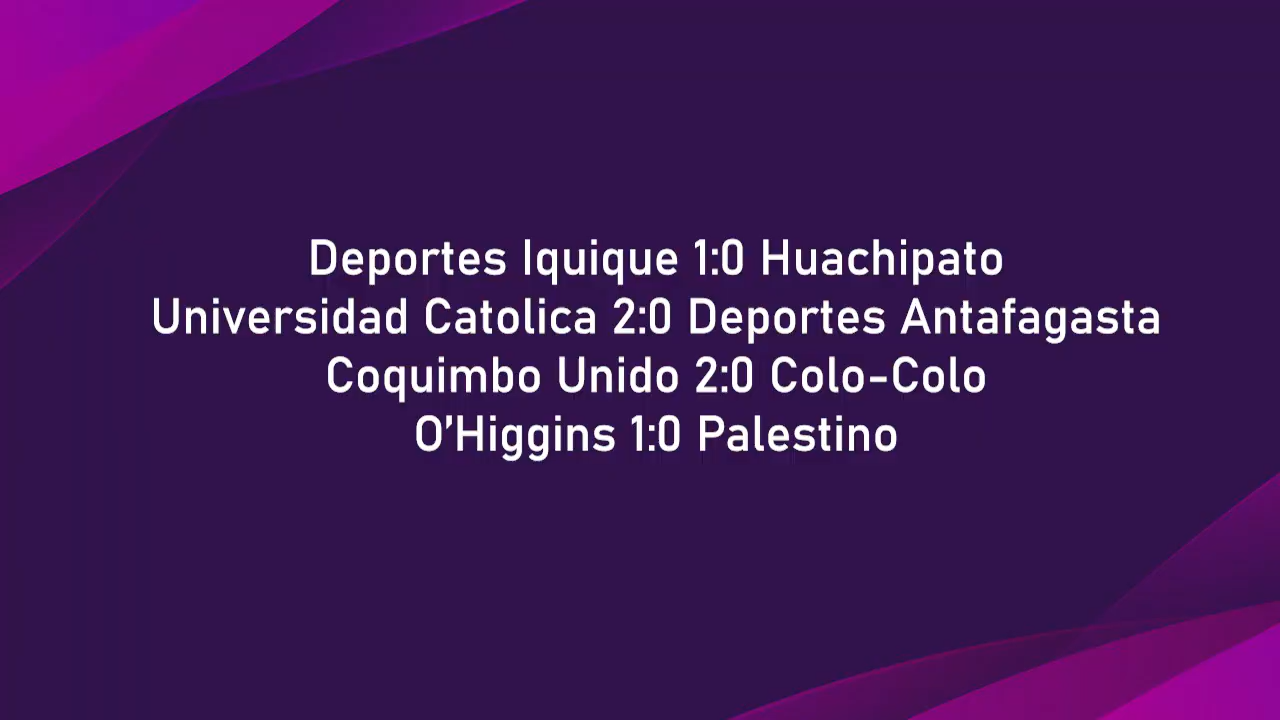 Deportes Iquique 1:0 Huachipato
Universidad Catolica 2:0 Deportes Antafagasta
Coquimbo Unido 2:0 Colo-Colo
O’Higgins 1:0 Palestino